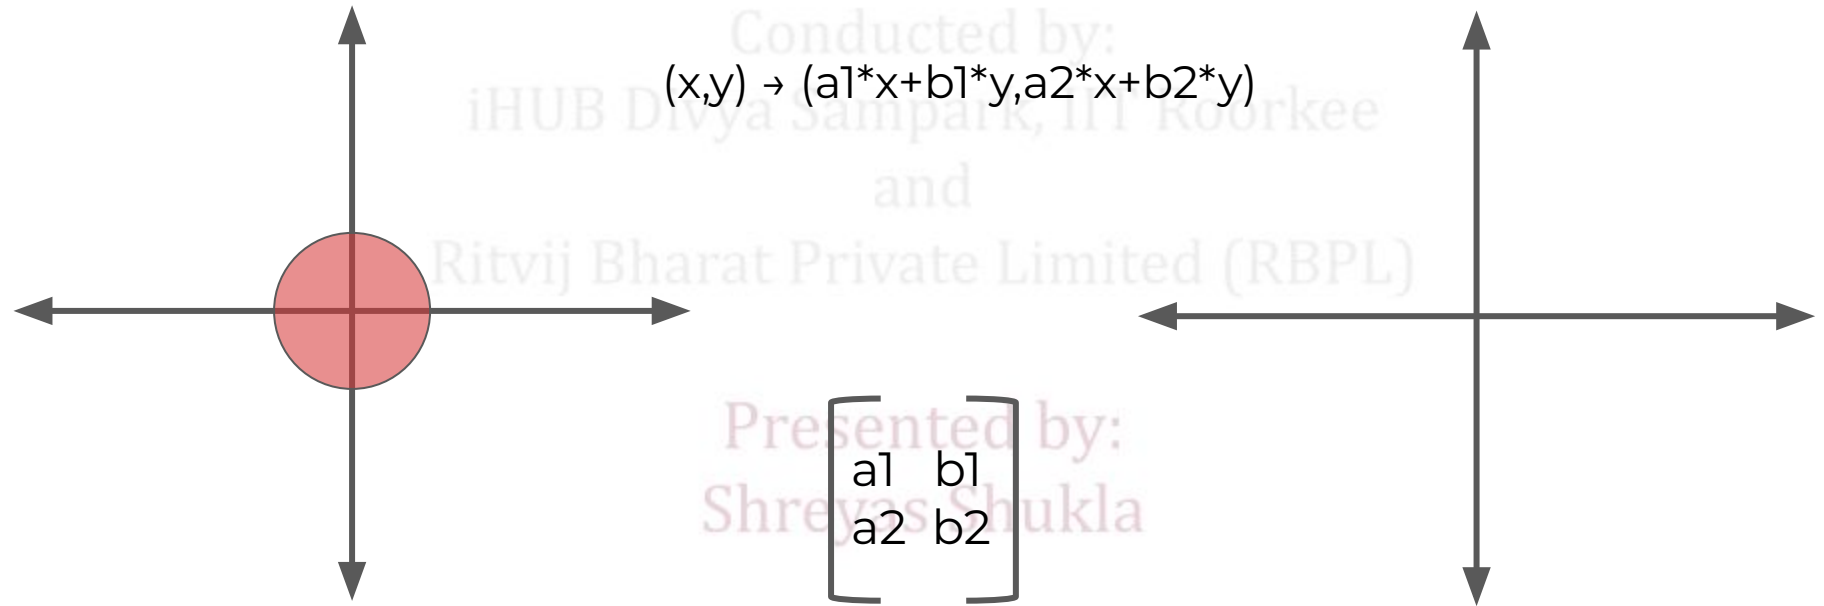 Conducted by:
(x,y) → (a1*x+b1*y,a2*x+b2*y)
iHUB Divya Sampark, IIT Roorkee
and
Ritvij Bharat Private Limited (RBPL)
Presented by:
a1 b1
Shreyas Shukla
a2 b2